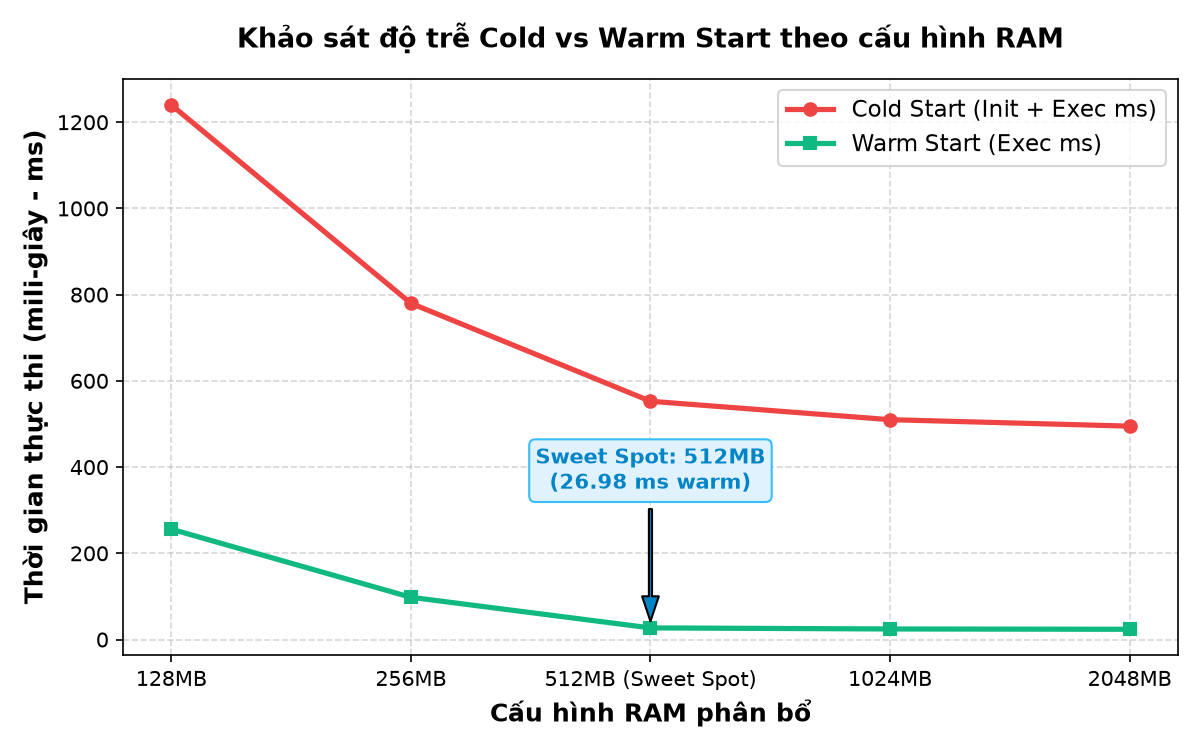 Khảo sát độ trễ Cold vs Warm Start theo cấu hình RAM
Cold Start (Init + Exec ms)
Warm Start (Exec ms)
Thời gian thực thi (mili-giây - ms)
1200
1000
800
600
400
200
0
Sweet Spot: 512MB
(26.98 ms warm)
128MB
256MB
512MB (Sweet Spot)
1024MB
2048MB
Cấu hình RAM phân bổ